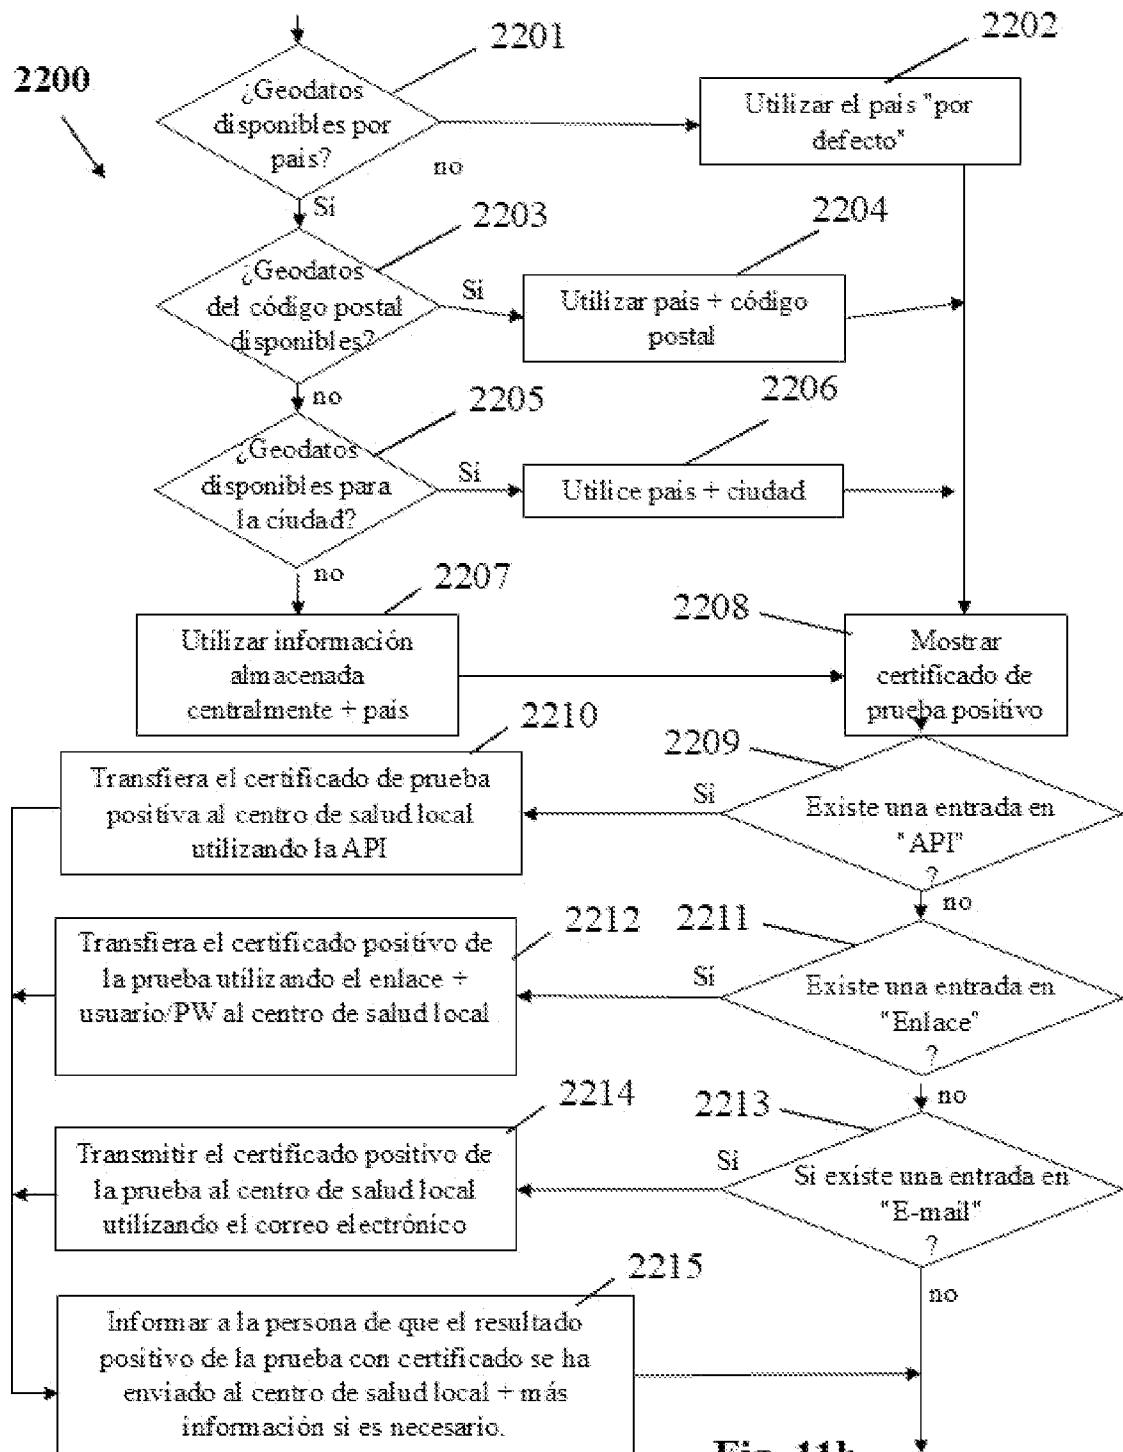 2200
2201
¿Geodatos
disponibles por
país?
no
Sí
2202
Utilizar el país "por
defecto"
2203
¿Geodatos
del código postal
disponibles?
Sí
no
2204
Utilizar país + código
postal
2205
¿Geodatos
disponibles para
la ciudad?
Sí
no
2206
Utilice país + ciudad
2207
Utilizar información
almacenada
centralmente + país
2208
Mostrar
certificado de
prueba positivo
2209
Existe una entrada en
"API"
?
Sí
no
2210
Transfiera el certificado de prueba
positiva al centro de salud local
utilizando la API
2211
Existe una entrada en
"Enlace"
?
Sí
no
2212
Transfiera el certificado positivo de
la prueba utilizando el enlace +
usuario/PW al centro de salud local
2213
Si existe una entrada en
"E-mail"
?
Sí
no
2214
Transmitir el certificado positivo de
la prueba al centro de salud local
utilizando el correo electrónico
2215
Informar a la persona de que el resultado
positivo de la prueba con certificado se ha
enviado al centro de salud local + más
información si es necesario.
Fig. 11b